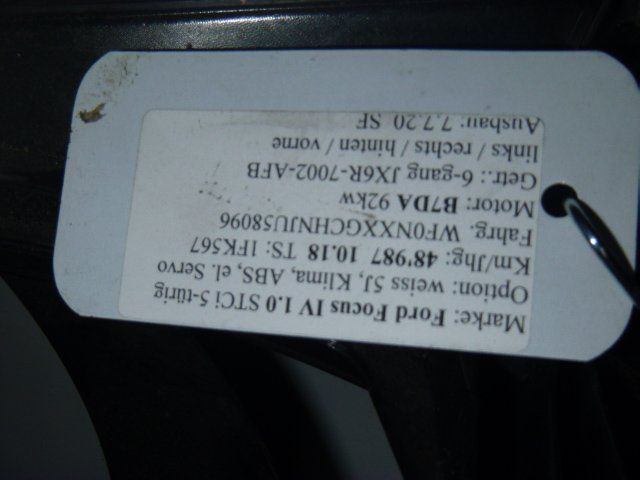 Marke: Ford Focus IV 1.0 STCi 5-türig
Option: weiss 5J, Klima, ABS, el. Servo
Km/Jhg: 48'987 10.18 TS: 1FK567
Fahrg. WF0NXXGCHNJU58096
Motor: B7DA 92kw
Getr.: 6-gang JX6R-7002-AFB
links / rechts / hinten / vorne
Ausbau: 7.7.20 SF